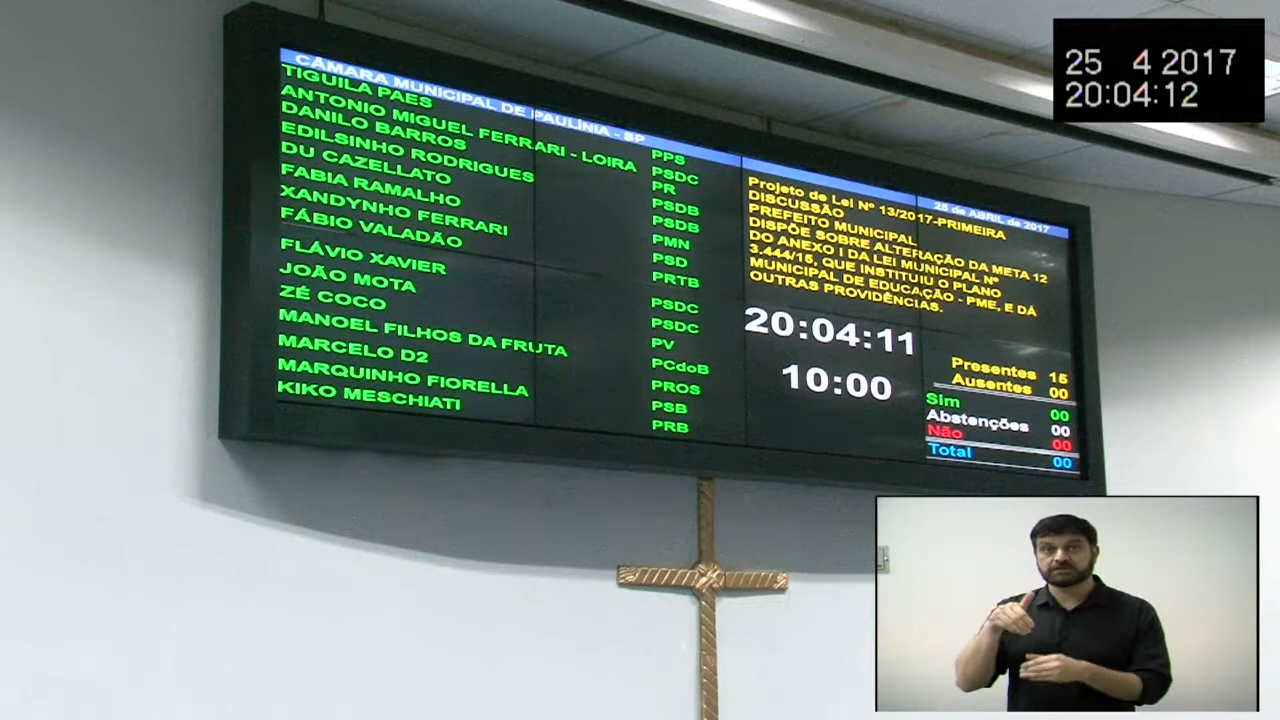 25 4 2017
20:04:12
CÂMARA MUNICIPAL DE PAULÍNIA - SP
TIGUILA PAES PPS
ANTONIO MIGUEL FERRARI - LOIRA PSDC
DANILO BARROS PR
EDILSINHO RODRIGUES PSDB
DU CAZELLATO PSDB
FABIA RAMALHO PMN
XANDYNHO FERRARI PSD
FÁBIO VALADÃO PRTB
FLÁVIO XAVIER PSDC
JOÃO MOTA PSDC
ZÉ COCO PV
MANOEL FILHOS DA FRUTA PCdoB
MARCELO D2 PROS
MARQUINHO FIORELLA PSB
KIKO MESCHIATI PRB
25 de ABRIL de 2017
Projeto de Lei Nº 13/2017-PRIMEIRA
DISCUSSÃO
PREFEITO MUNICIPAL
DISPÕE SOBRE ALTERAÇÃO DA META 12
DO ANEXO I DA LEI MUNICIPAL Nº
3.444/15, QUE INSTITUIU O PLANO
MUNICIPAL DE EDUCAÇÃO - PME, E DÁ
OUTRAS PROVIDÊNCIAS.
20:04:11
10:00
Presentes 15
Ausentes 00
Sim 00
Abstenções 00
Não 00
Total 00